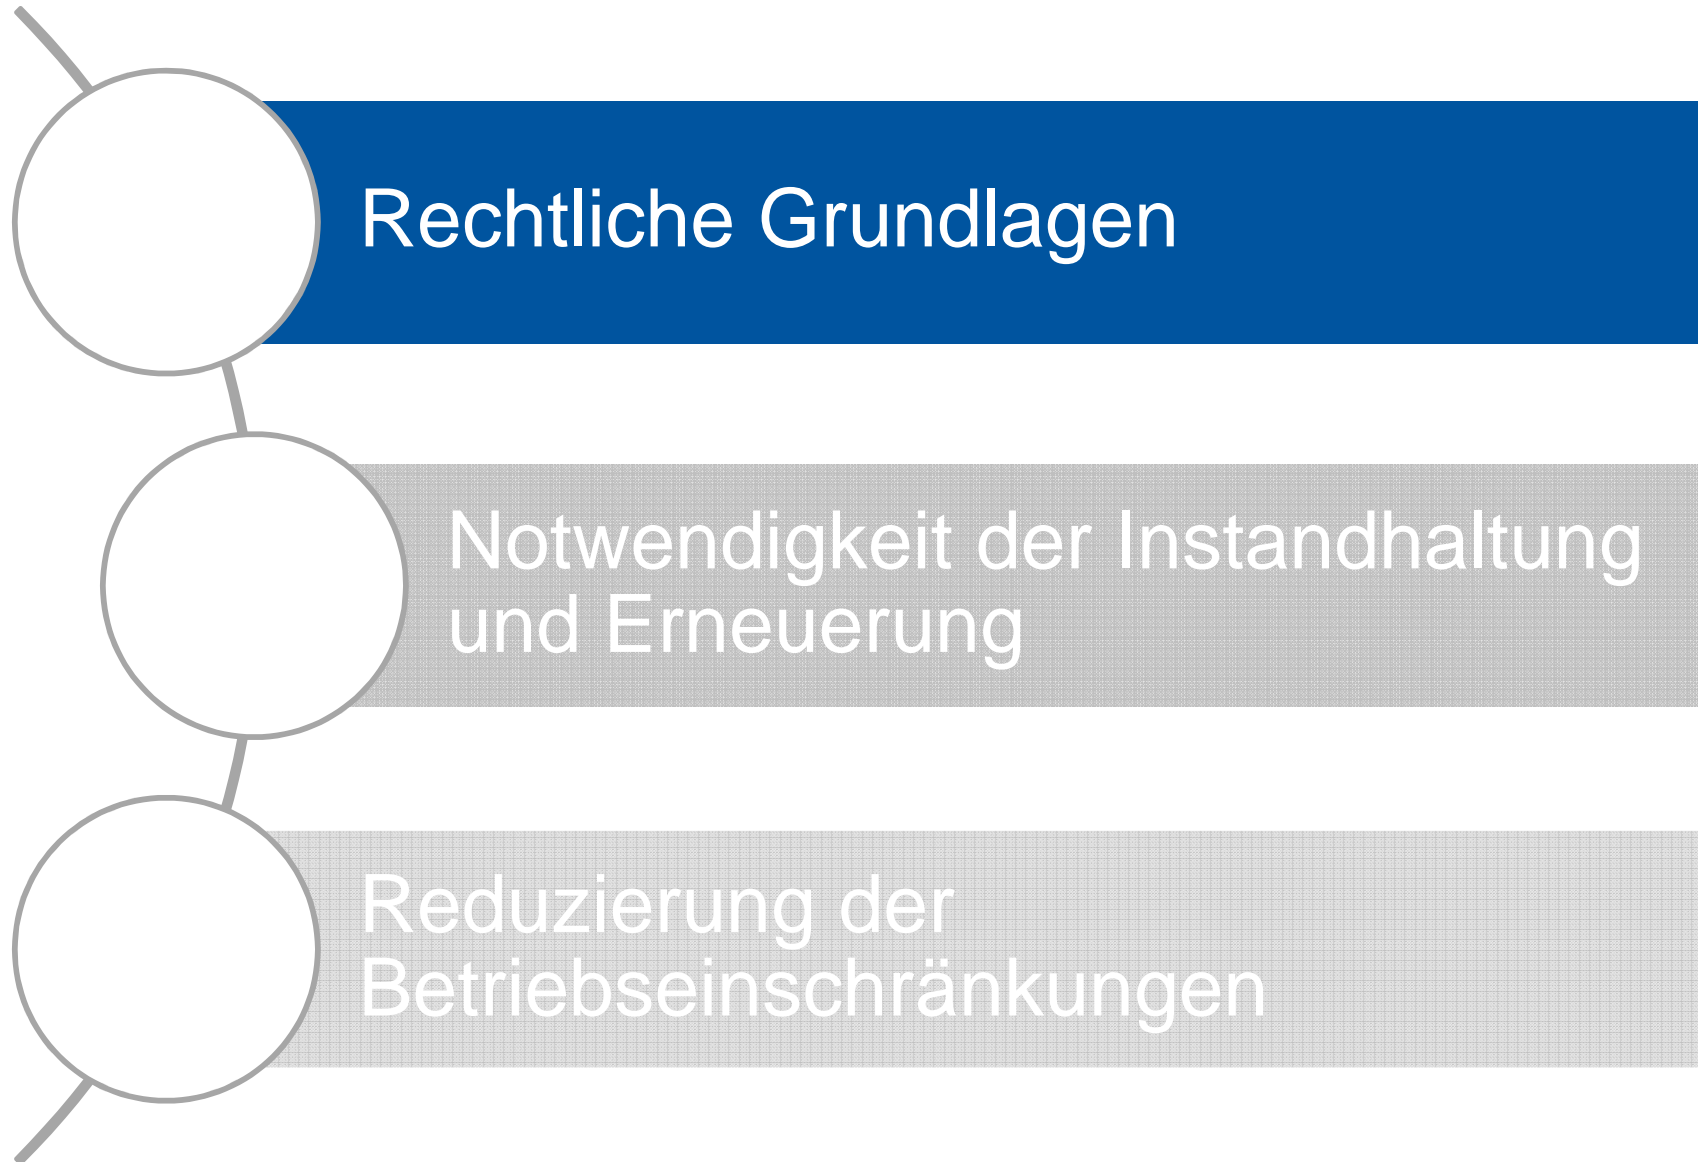 Rechtliche Grundlagen
Notwendigkeit der Instandhaltung
und Erneuerung
Reduzierung der
Betriebseinschränkungen